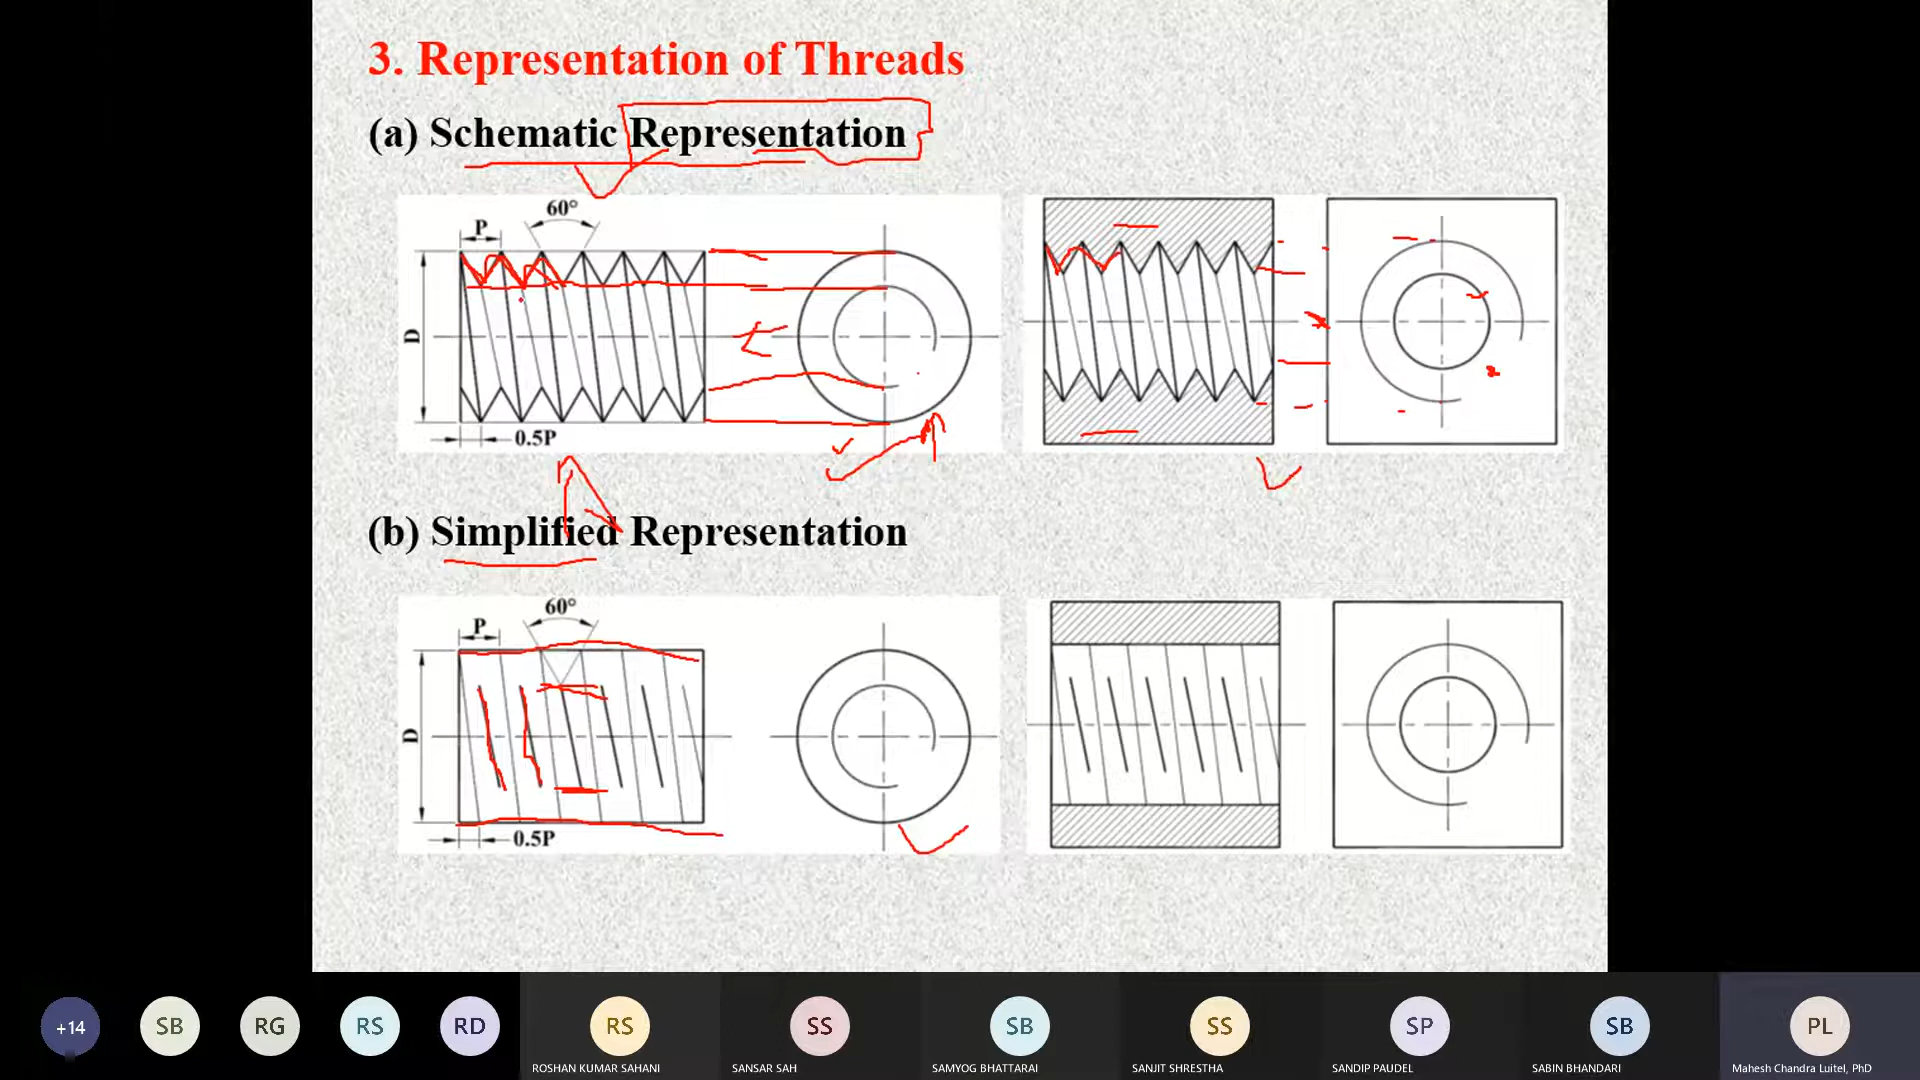 3. Representation of Threads
(a) Schematic Representation
60°
P
D
0.5P
(b) Simplified Representation
60°
P
D
0.5P
+14
SB
RG
RS
RD
RS
SS
SB
SS
SP
SB
PL
ROSHAN KUMAR SAHANI
SANSAR SAH
SAMYOG BHATTARAI
SANJIT SHRESTHA
SANDIP PAUDEL
SABIN BHANDARI
Mahesh Chandra Luitel, PhD